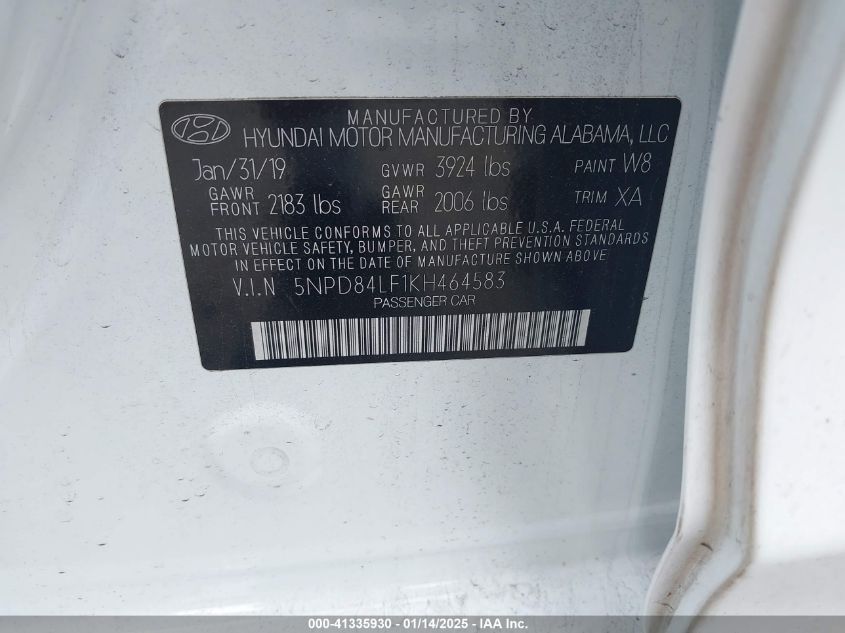 MANUFACTURED BY
HYUNDAI MOTOR MANUFACTURING ALABAMA, LLC
Jan/31/19 GVWR 3924 lbs PAINT W8
GAWR FRONT 2183 lbs GAWR REAR 2006 lbs TRIM XA
THIS VEHICLE CONFORMS TO ALL APPLICABLE U.S.A. FEDERAL
MOTOR VEHICLE SAFETY, BUMPER, AND THEFT PREVENTION STANDARDS
IN EFFECT ON THE DATE OF MANUFACTURE SHOWN ABOVE.
V.I.N 5NPD84LF1KH464583
PASSENGER CAR
000-41335930 - 01/14/2025 - IAA Inc.